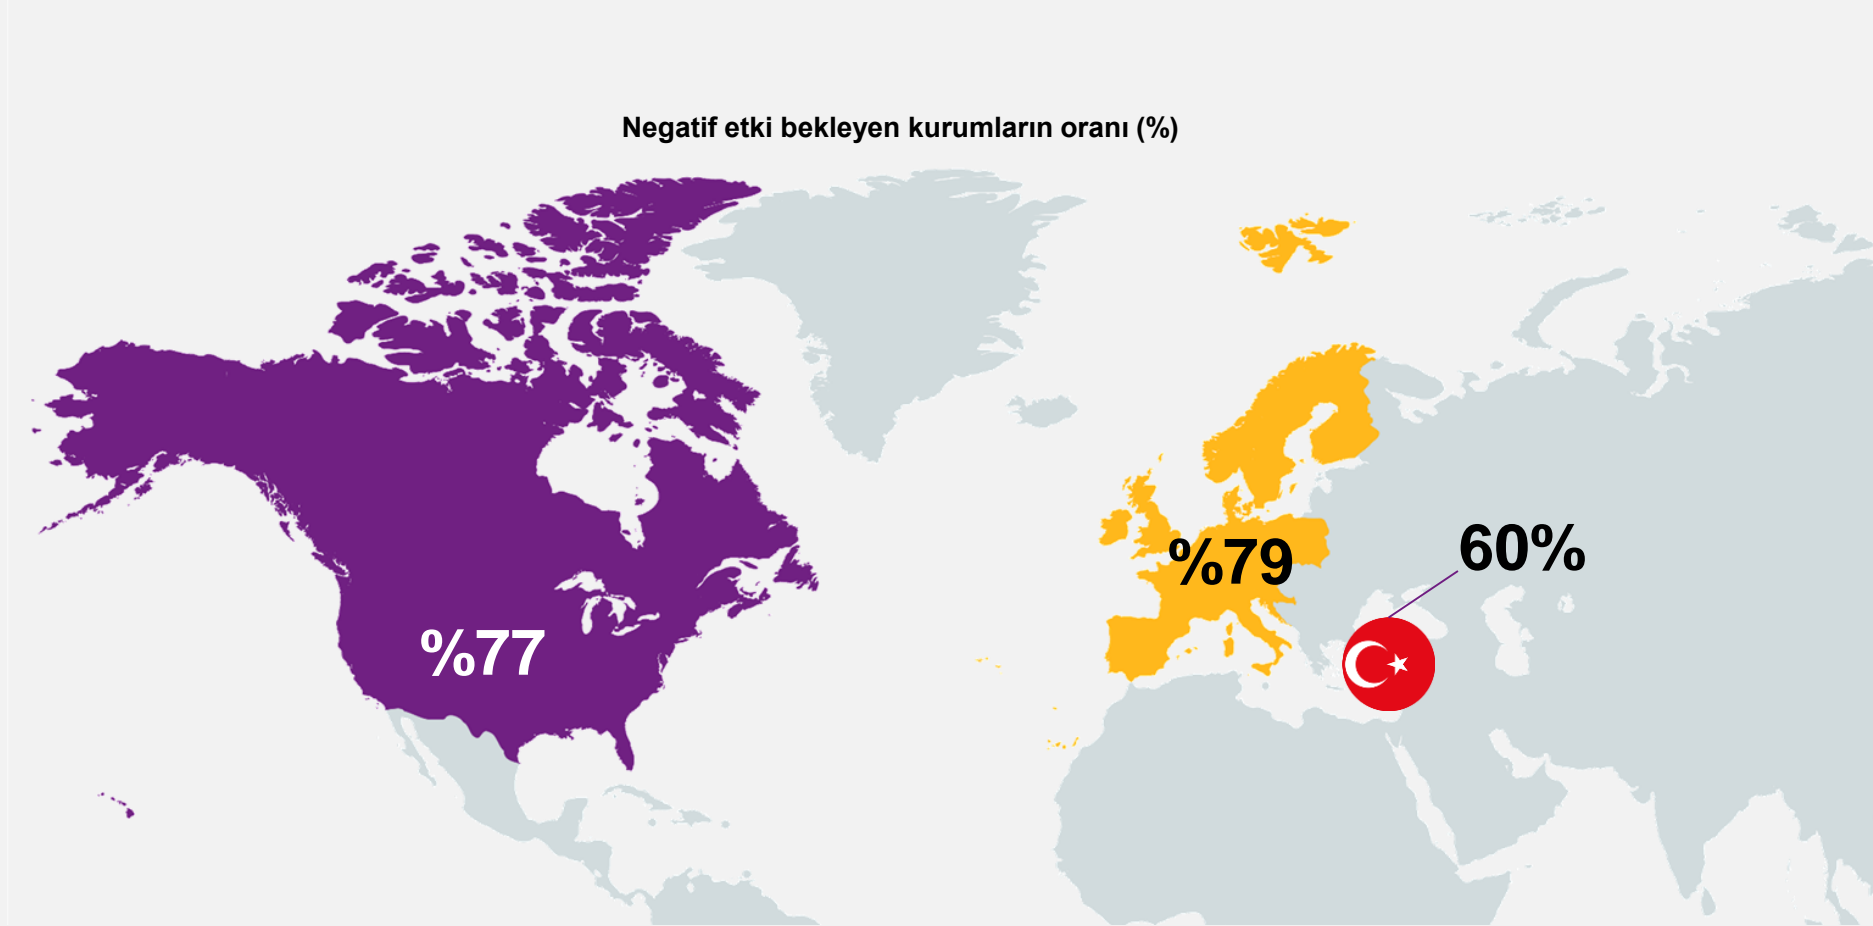 Negatif etki bekleyen kurumların oranı (%)
%77
%79
60%